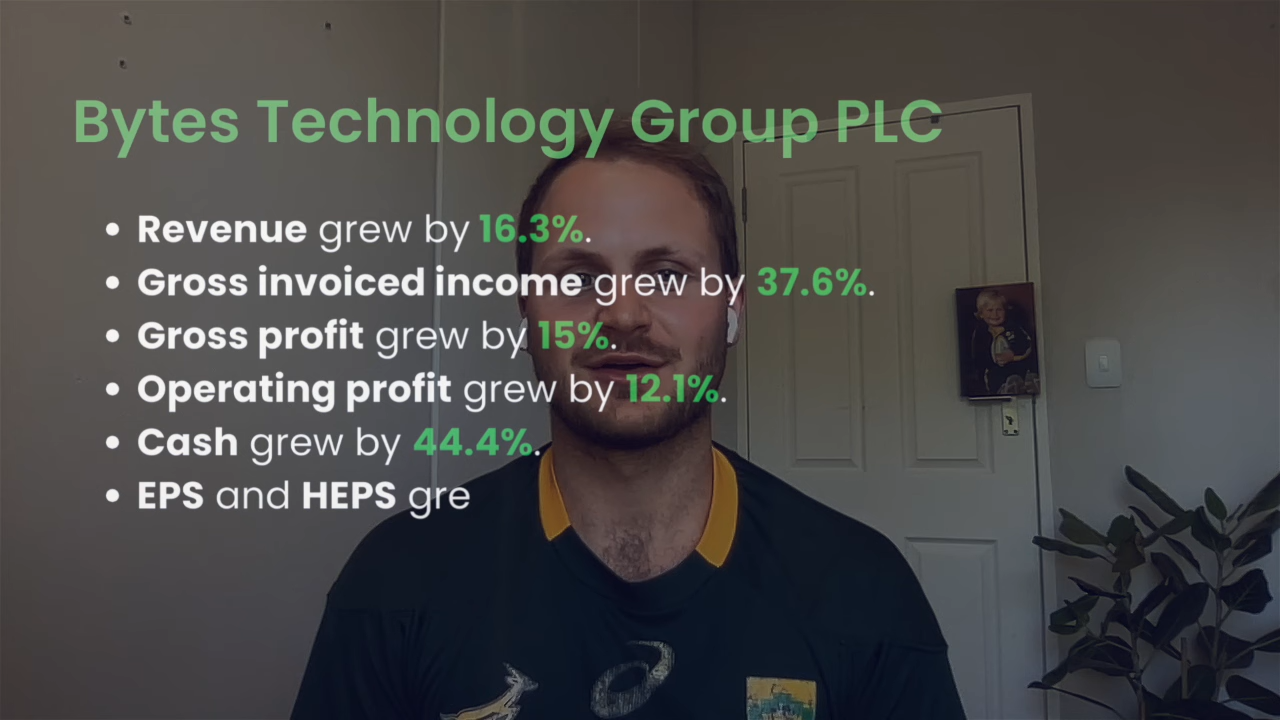 Bytes Technology Group PLC
• Revenue grew by 16.3%.
• Gross invoiced income grew by 37.6%.
• Gross profit grew by 15%.
• Operating profit grew by 12.1%.
• Cash grew by 44.4%.
• EPS and HEPS gre